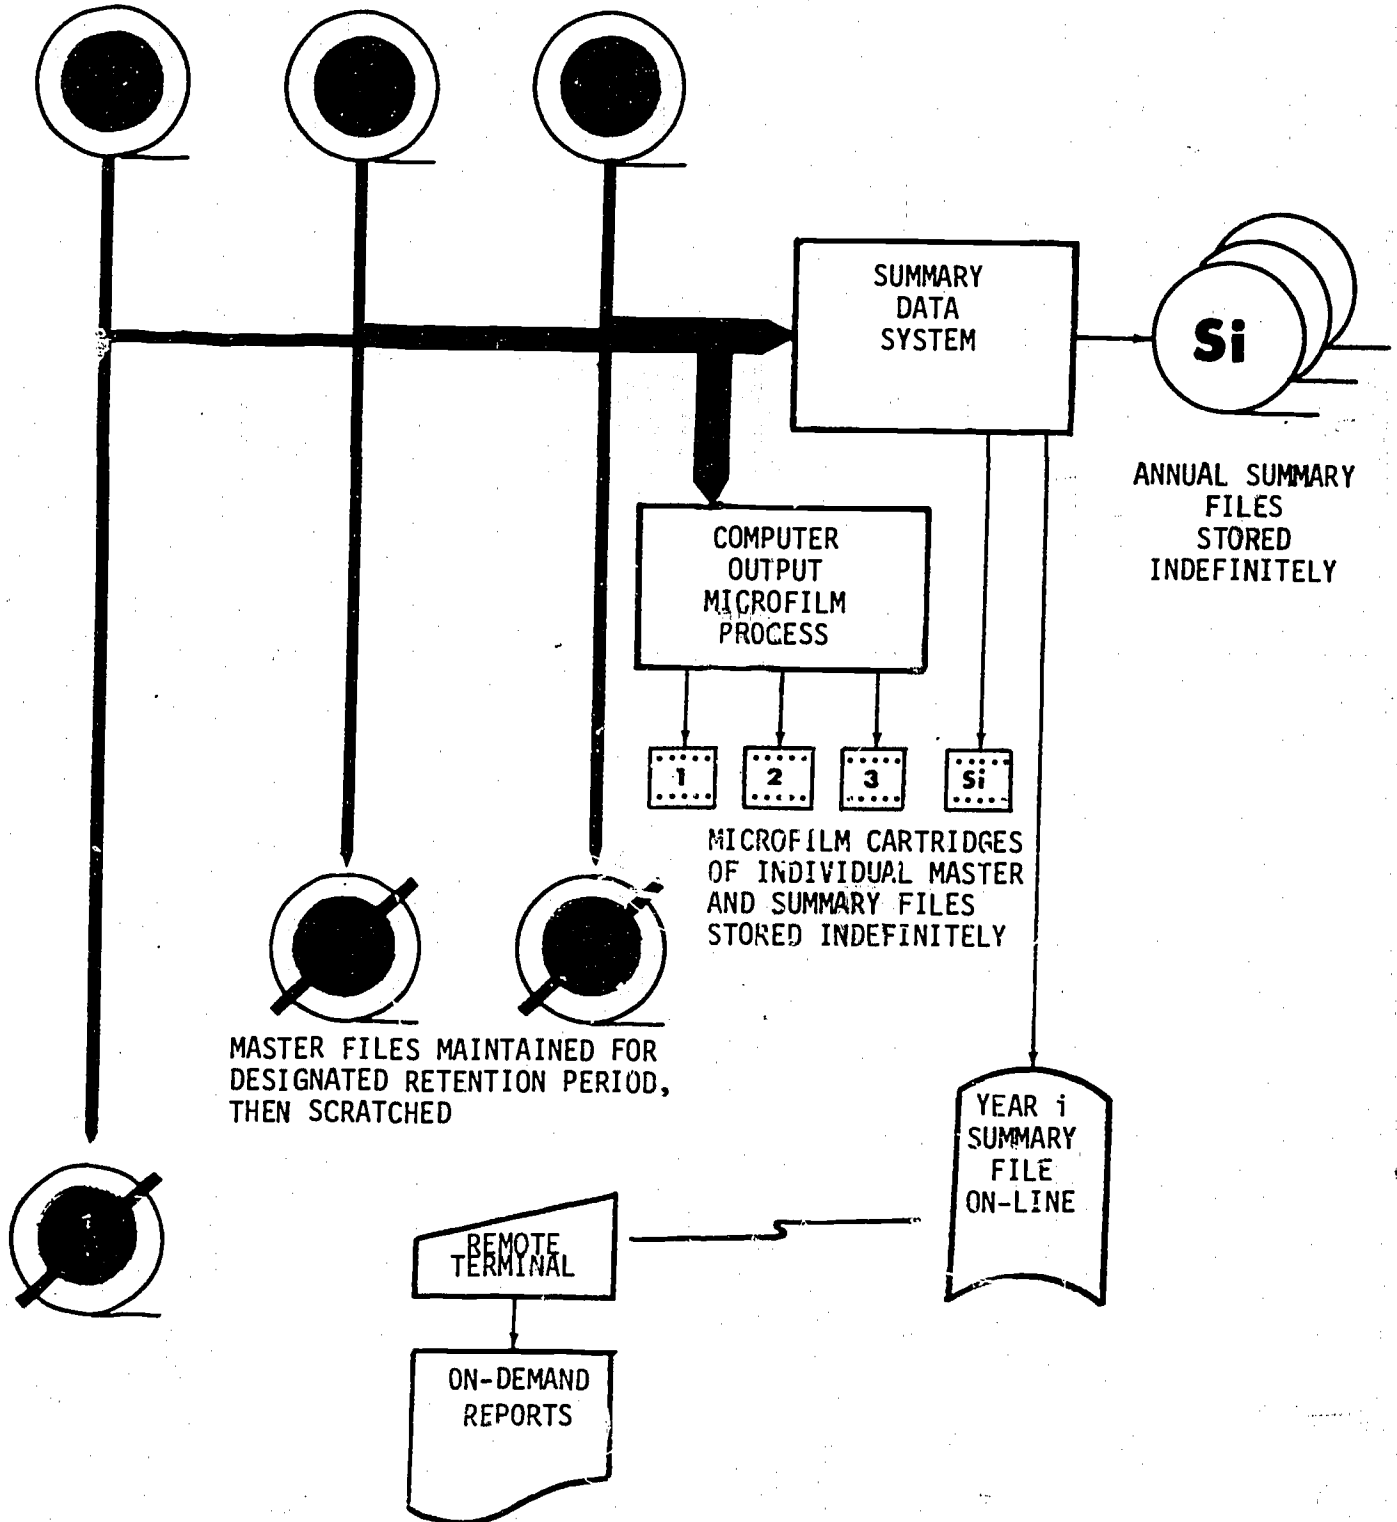 SUMMARY
DATA
SYSTEM
Si
ANNUAL SUMMARY
FILES
STORED
INDEFINITELY
COMPUTER
OUTPUT
MICROFILM
PROCESS
1
2
3
Si
MICROFILM CARTRIDGES
OF INDIVIDUAL MASTER
AND SUMMARY FILES
STORED INDEFINITELY
MASTER FILES MAINTAINED FOR
DESIGNATED RETENTION PERIOD,
THEN SCRATCHED
YEAR i
SUMMARY
FILE
ON-LINE
REMOTE
TERMINAL
ON-DEMAND
REPORTS